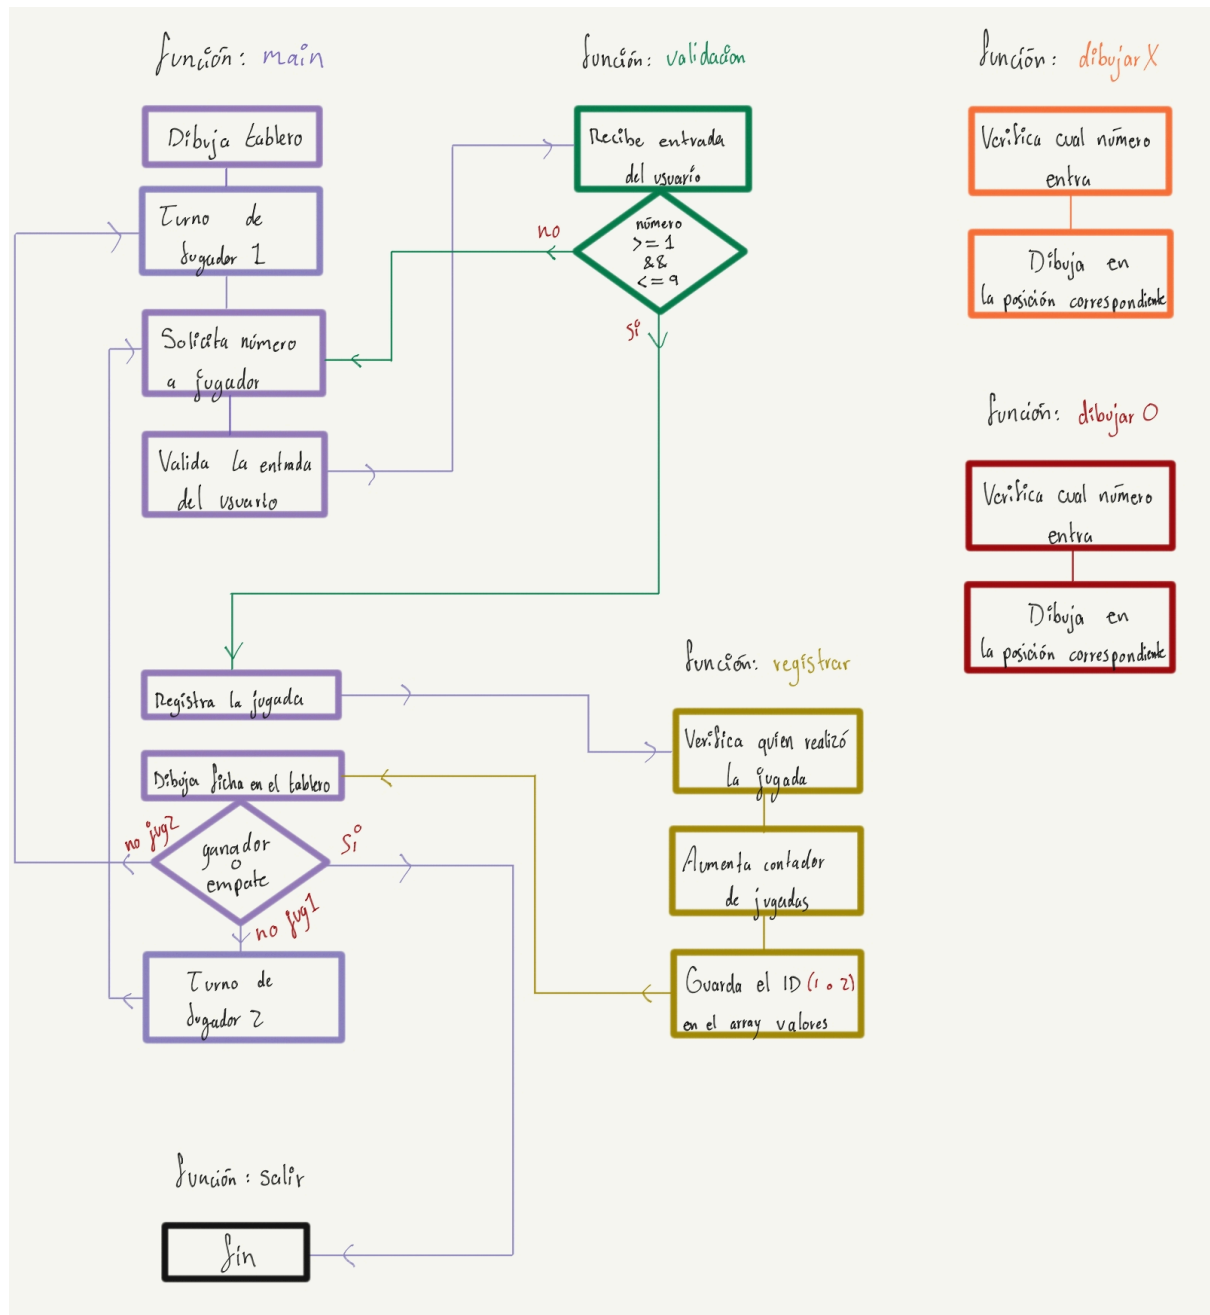 función: main
Dibuja tablero
Turno de
Jugador 1
Solicita número
a jugador
Valida la entrada
del usuario
Registra la jugada
Dibuja ficha en el tablero
no jug2
ganador
o
empate
Si
no jug1
Turno de
Jugador 2
función: salir
fin
función: validacion
Recibe entrada
del usuario
número
>= 1
&&
<= 9
no
si
función: registrar
Verifica quien realizó
la jugada
Aumenta contador
de jugadas
Guarda el ID (1 o 2)
en el array valores
función: dibujar X
Verifica cual número
entra
Dibuja en
la posición correspondiente
función: dibujar O
Verifica cual número
entra
Dibuja en
la posición correspondiente